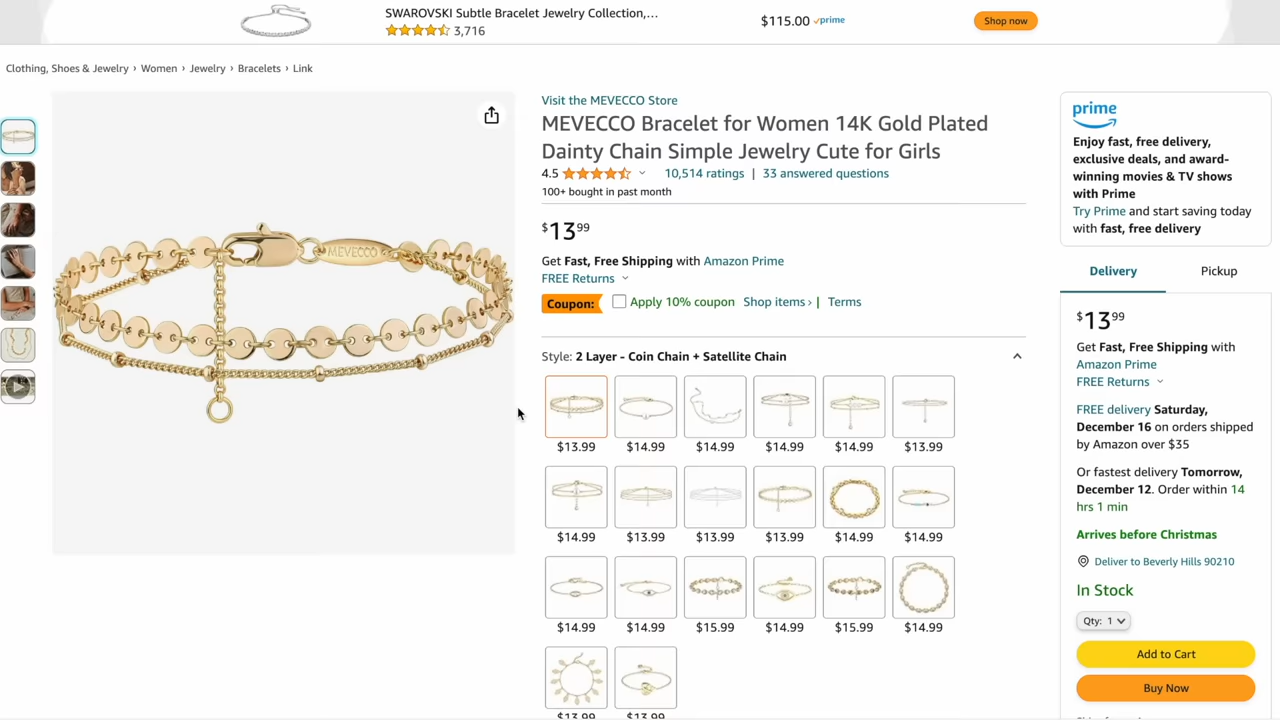 SWAROVSKI Subtle Bracelet Jewelry Collection,...
3,716
$115.00 prime
Shop now
Clothing, Shoes & Jewelry › Women › Jewelry › Bracelets › Link
MEVECCO
Visit the MEVECCO Store
MEVECCO Bracelet for Women 14K Gold Plated
Dainty Chain Simple Jewelry Cute for Girls
4.5 10,514 ratings | 33 answered questions
100+ bought in past month
$13 99
Get Fast, Free Shipping with Amazon Prime
FREE Returns
Coupon: Apply 10% coupon Shop items › | Terms
Style: 2 Layer - Coin Chain + Satellite Chain
$13.99 $14.99 $14.99 $14.99 $14.99 $13.99
$14.99 $13.99 $13.99 $13.99 $14.99 $14.99
$14.99 $14.99 $15.99 $14.99 $15.99 $14.99
$13.99 $13.99
prime
Enjoy fast, free delivery,
exclusive deals, and award-
winning movies & TV shows
with Prime
Try Prime and start saving today
with fast, free delivery
Delivery Pickup
$13 99
Get Fast, Free Shipping with
Amazon Prime
FREE Returns
FREE delivery Saturday,
December 16 on orders shipped
by Amazon over $35
Or fastest delivery Tomorrow,
December 12. Order within 14
hrs 1 min
Arrives before Christmas
Deliver to Beverly Hills 90210
In Stock
Qty: 1
Add to Cart
Buy Now